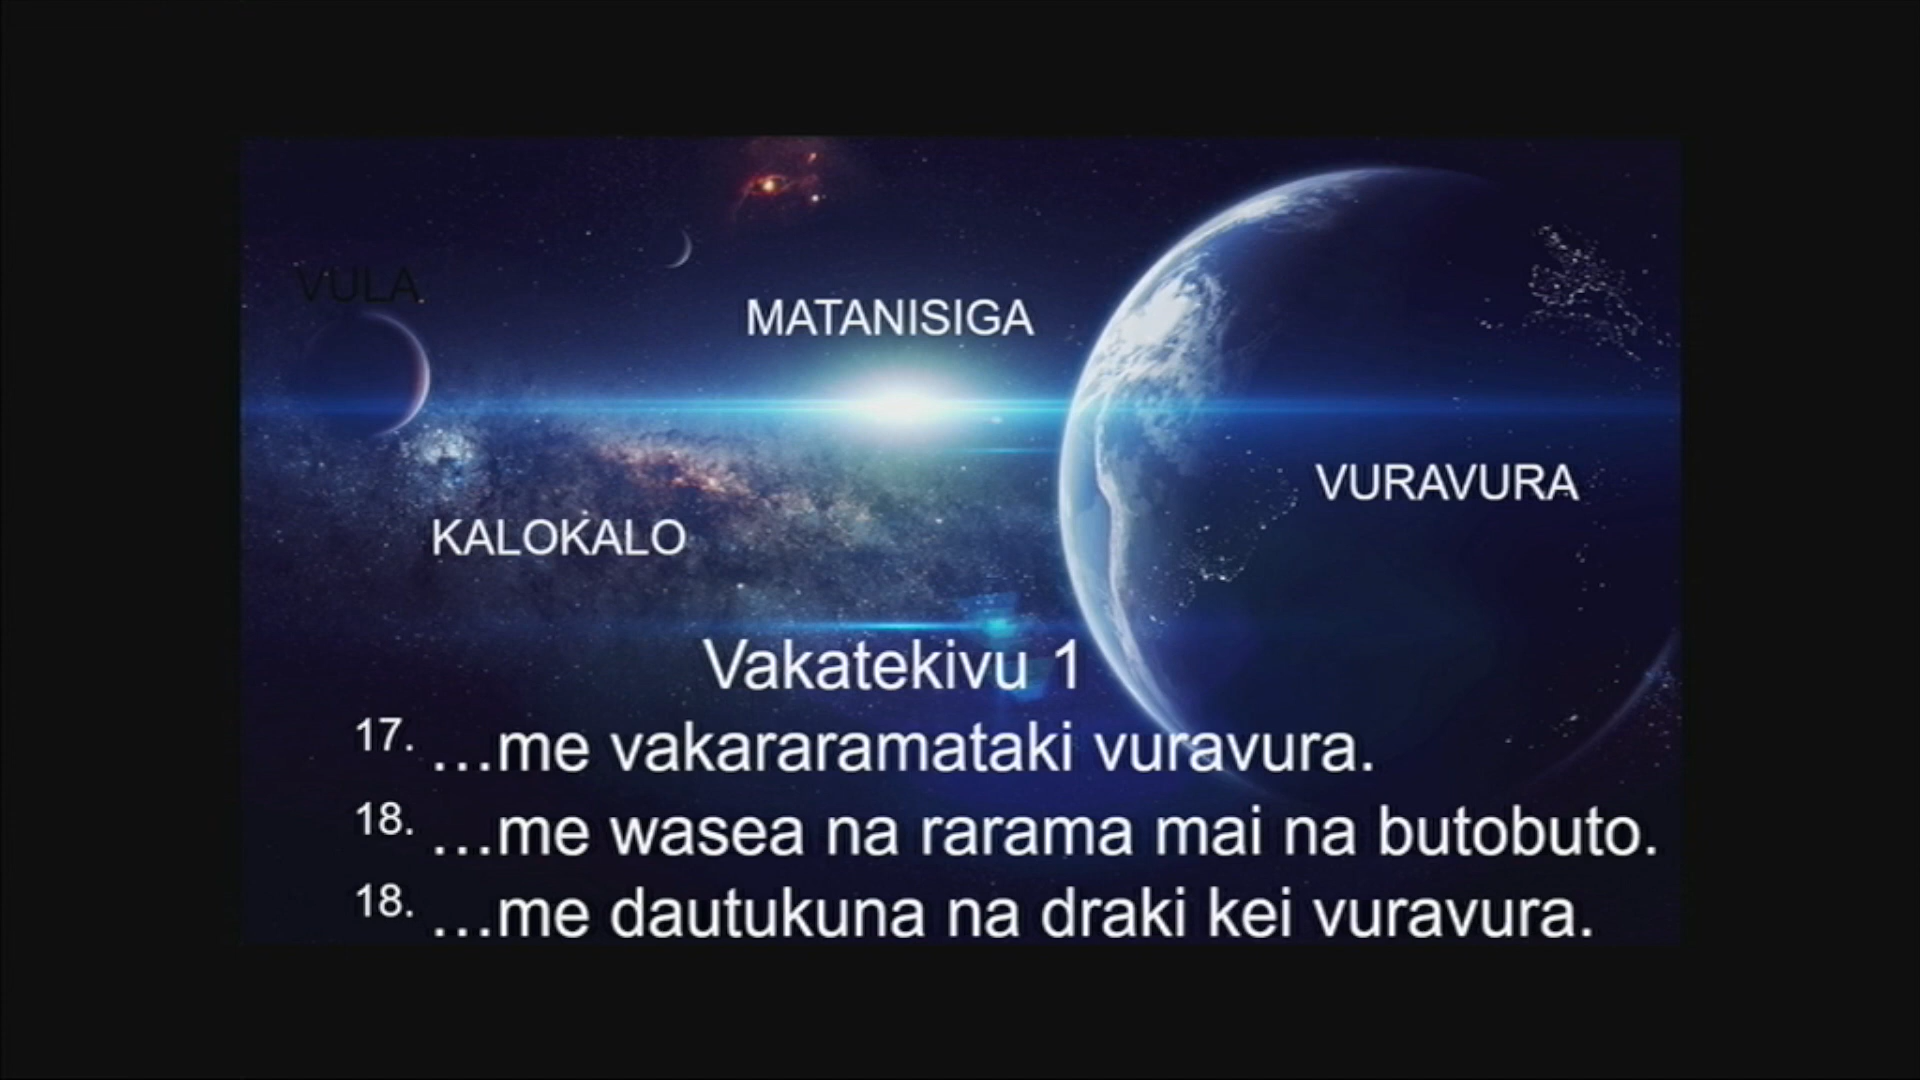 VULA
MATANISIGA
VURAVURA
KALOKALO
Vakatekivu 1
17. …me vakararamataki vuravura.
18. …me wasea na rarama mai na butobuto.
18. …me dautukuna na draki kei vuravura.